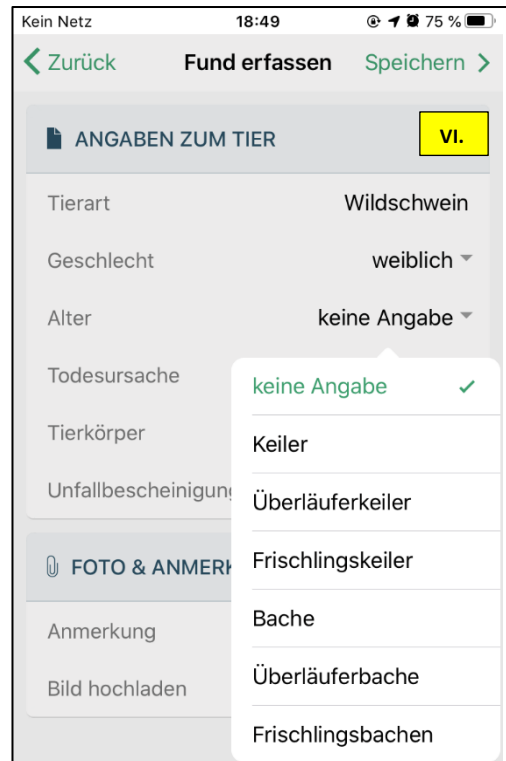 Kein Netz 18:49 75 %
Zurück Fund erfassen Speichern
ANGABEN ZUM TIER VI.
Tierart Wildschwein
Geschlecht weiblich
Alter keine Angabe
Todesursache
keine Angabe
Tierkörper
Keiler
Unfallbescheinigung
Überläuferkeiler
FOTO & ANMERK
Frischlingskeiler
Anmerkung
Bache
Bild hochladen
Überläuferbache
Frischlingsbachen